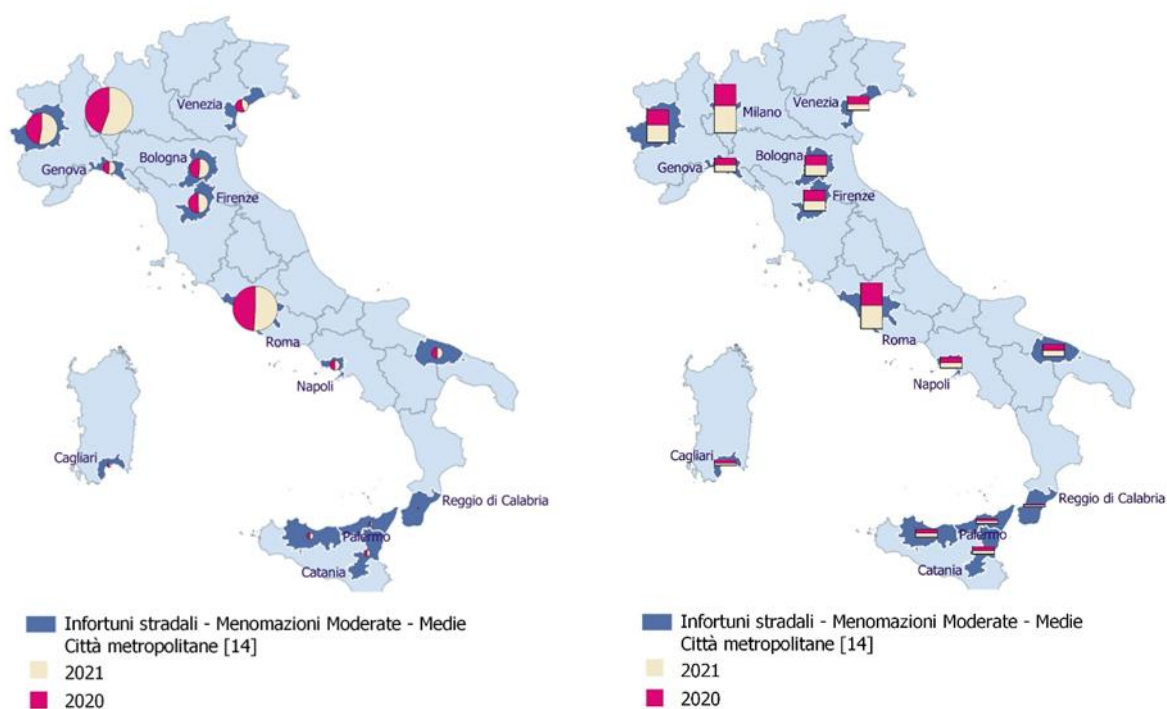 Venezia
Genova
Bologna
Firenze
Roma
Napoli
Cagliari
Reggio di Calabria
Palermo
Catania
Infortuni stradali - Menomazioni Moderate - Medie
Città metropolitane [14]
2021
2020
Venezia
Milano
Genova
Bologna
Firenze
Roma
Napoli
Cagliari
Reggio di Calabria
Palermo
Catania
Infortuni stradali - Menomazioni Moderate - Medie
Città metropolitane [14]
2021
2020